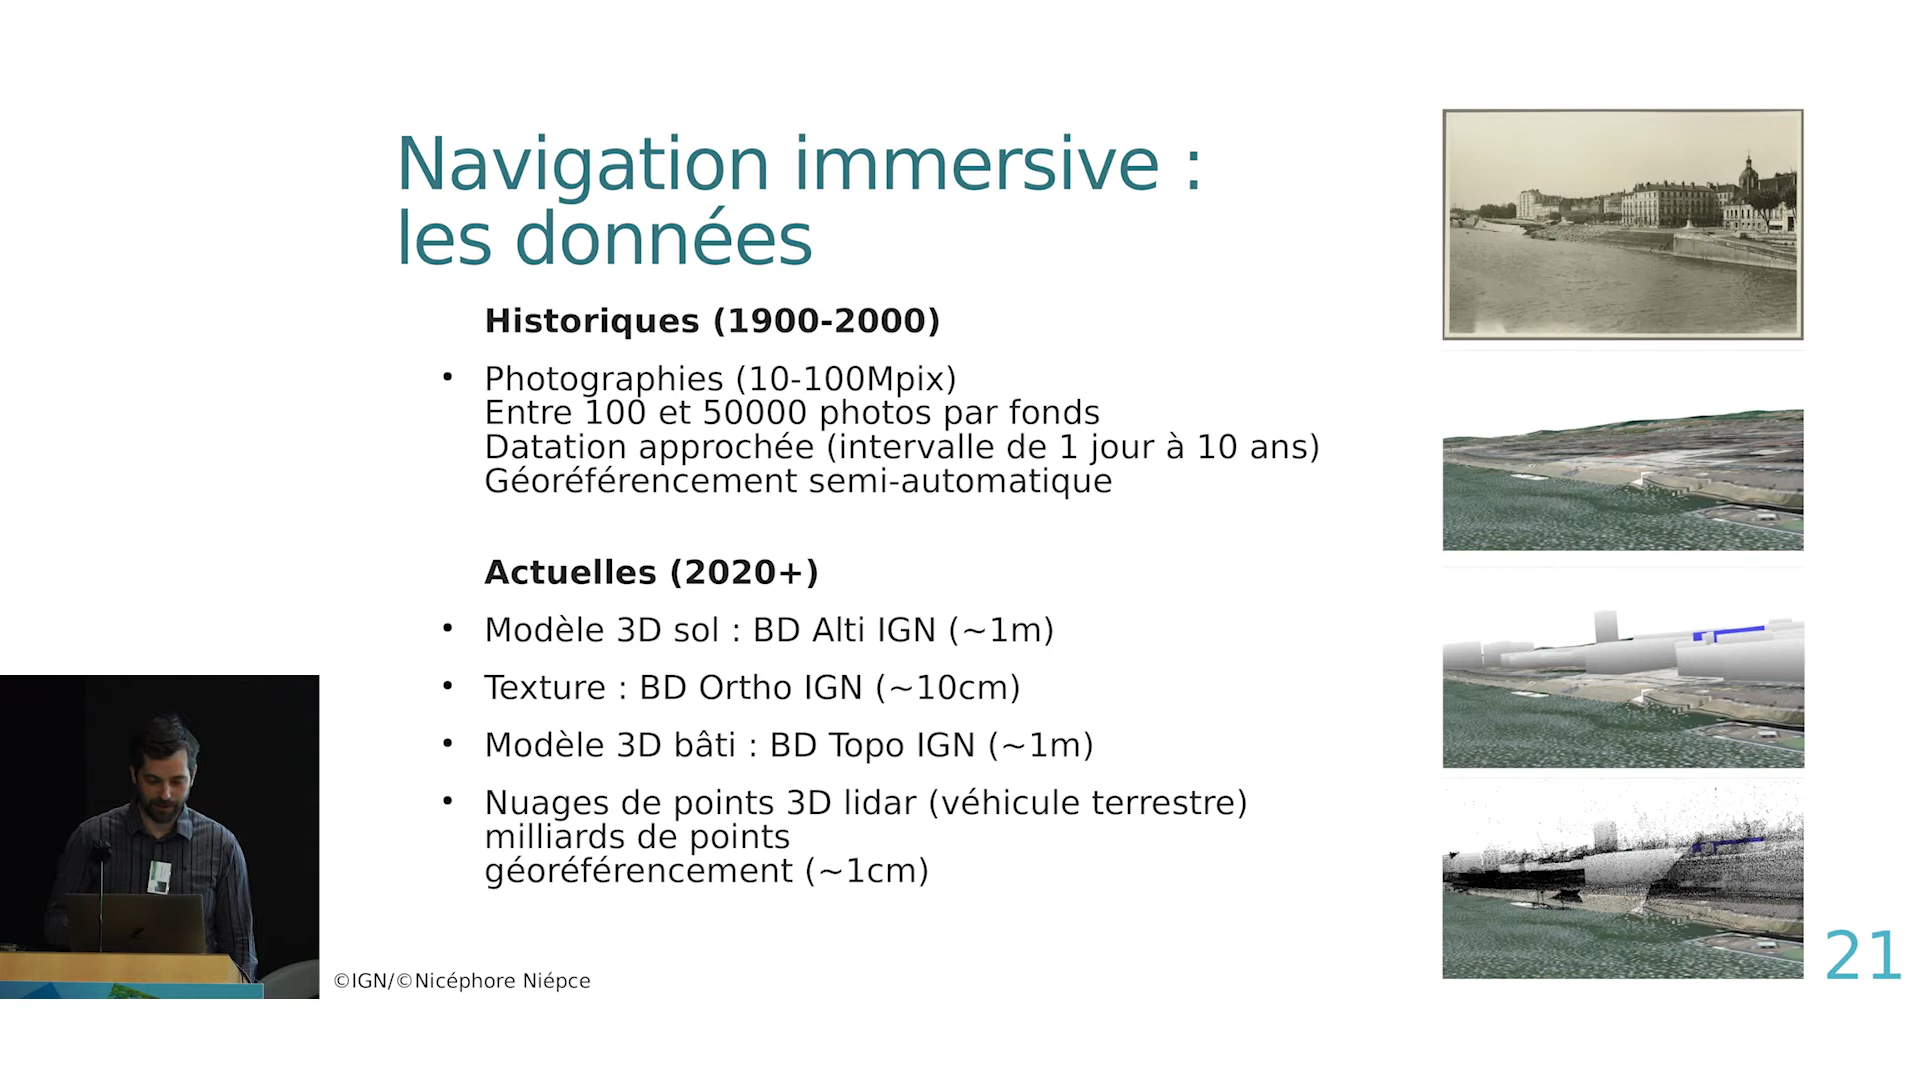 Navigation immersive :
les données
Historiques (1900-2000)
• Photographies (10-100Mpix)
Entre 100 et 50000 photos par fonds
Datation approchée (intervalle de 1 jour à 10 ans)
Géoréférencement semi-automatique
Actuelles (2020+)
• Modèle 3D sol : BD Alti IGN (~1m)
• Texture : BD Ortho IGN (~10cm)
• Modèle 3D bâti : BD Topo IGN (~1m)
• Nuages de points 3D lidar (véhicule terrestre)
milliards de points
géoréférencement (~1cm)
©IGN/©Nicéphore Niépce
21